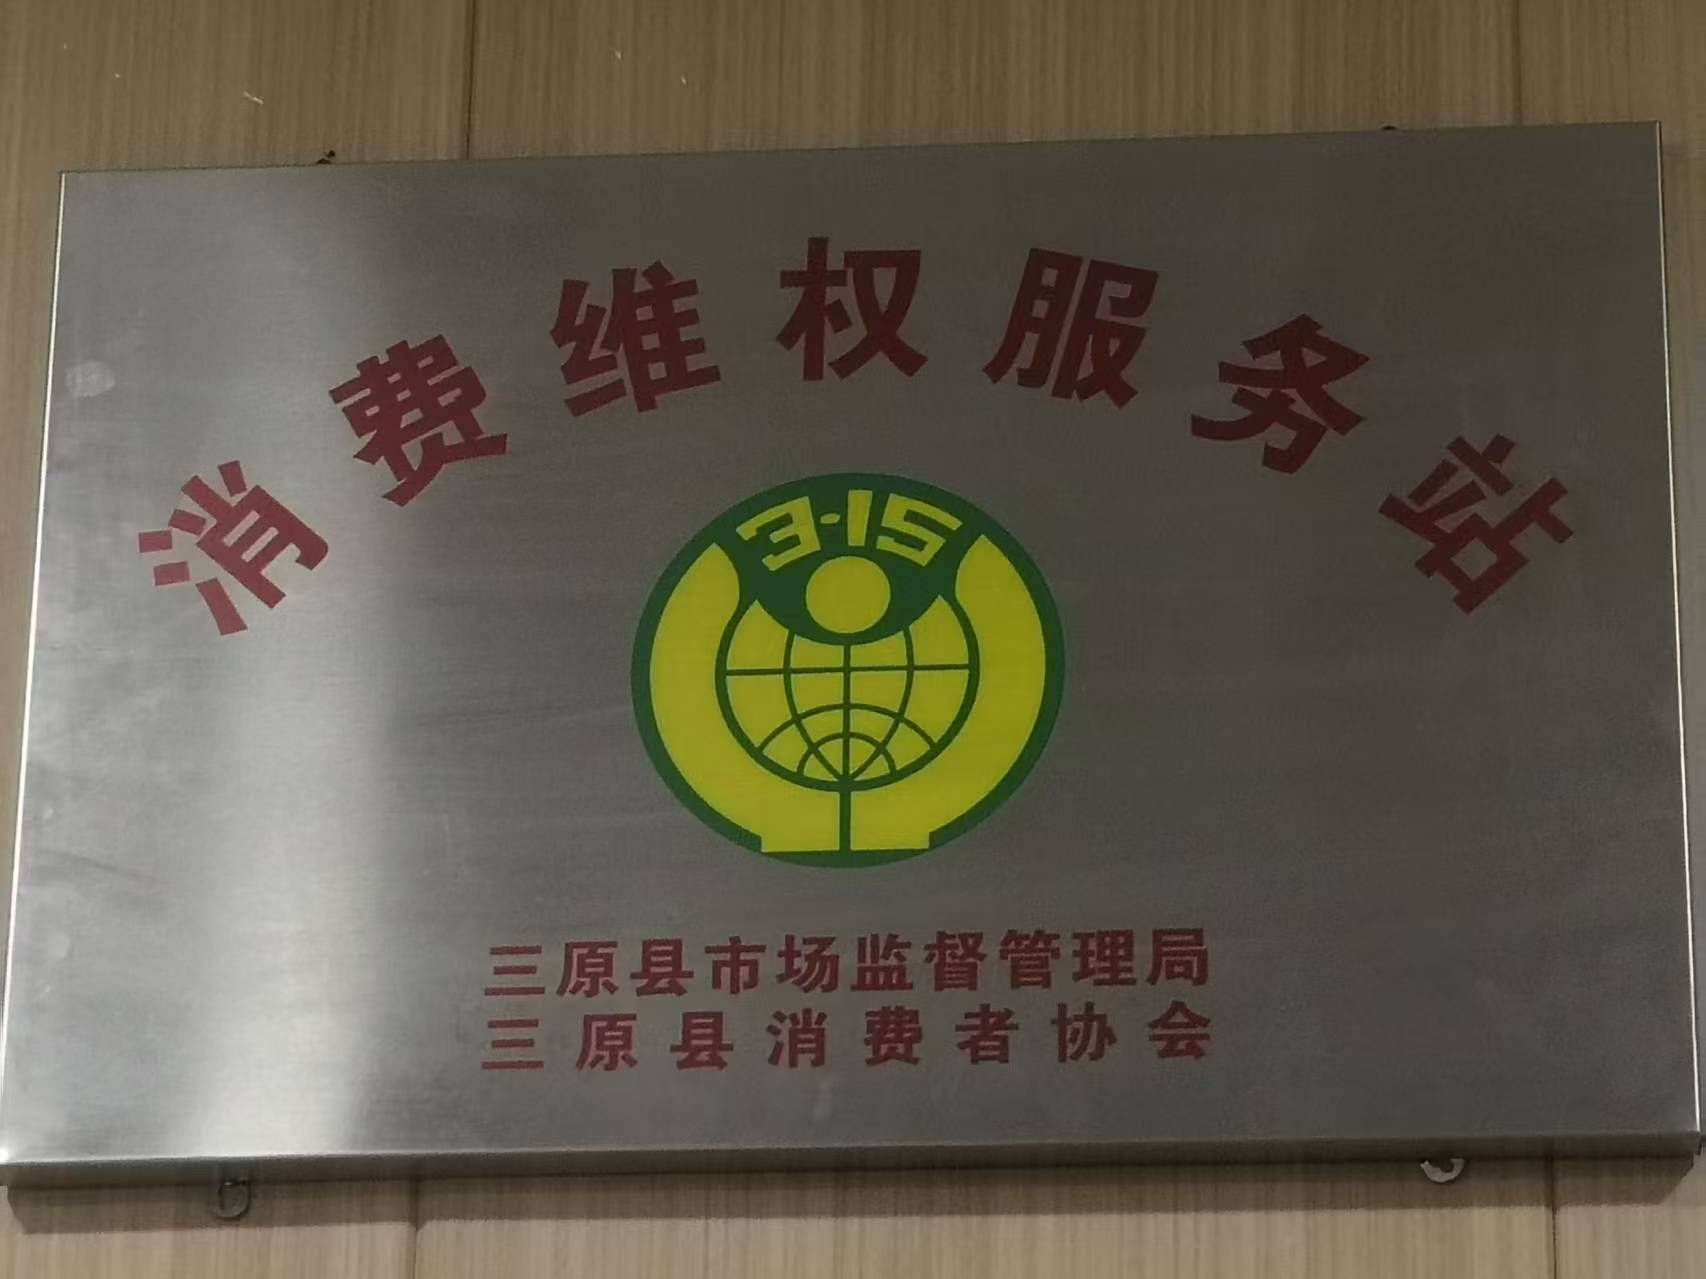 消费维权服务站
3·15
三原县市场监督管理局
三原县消费者协会